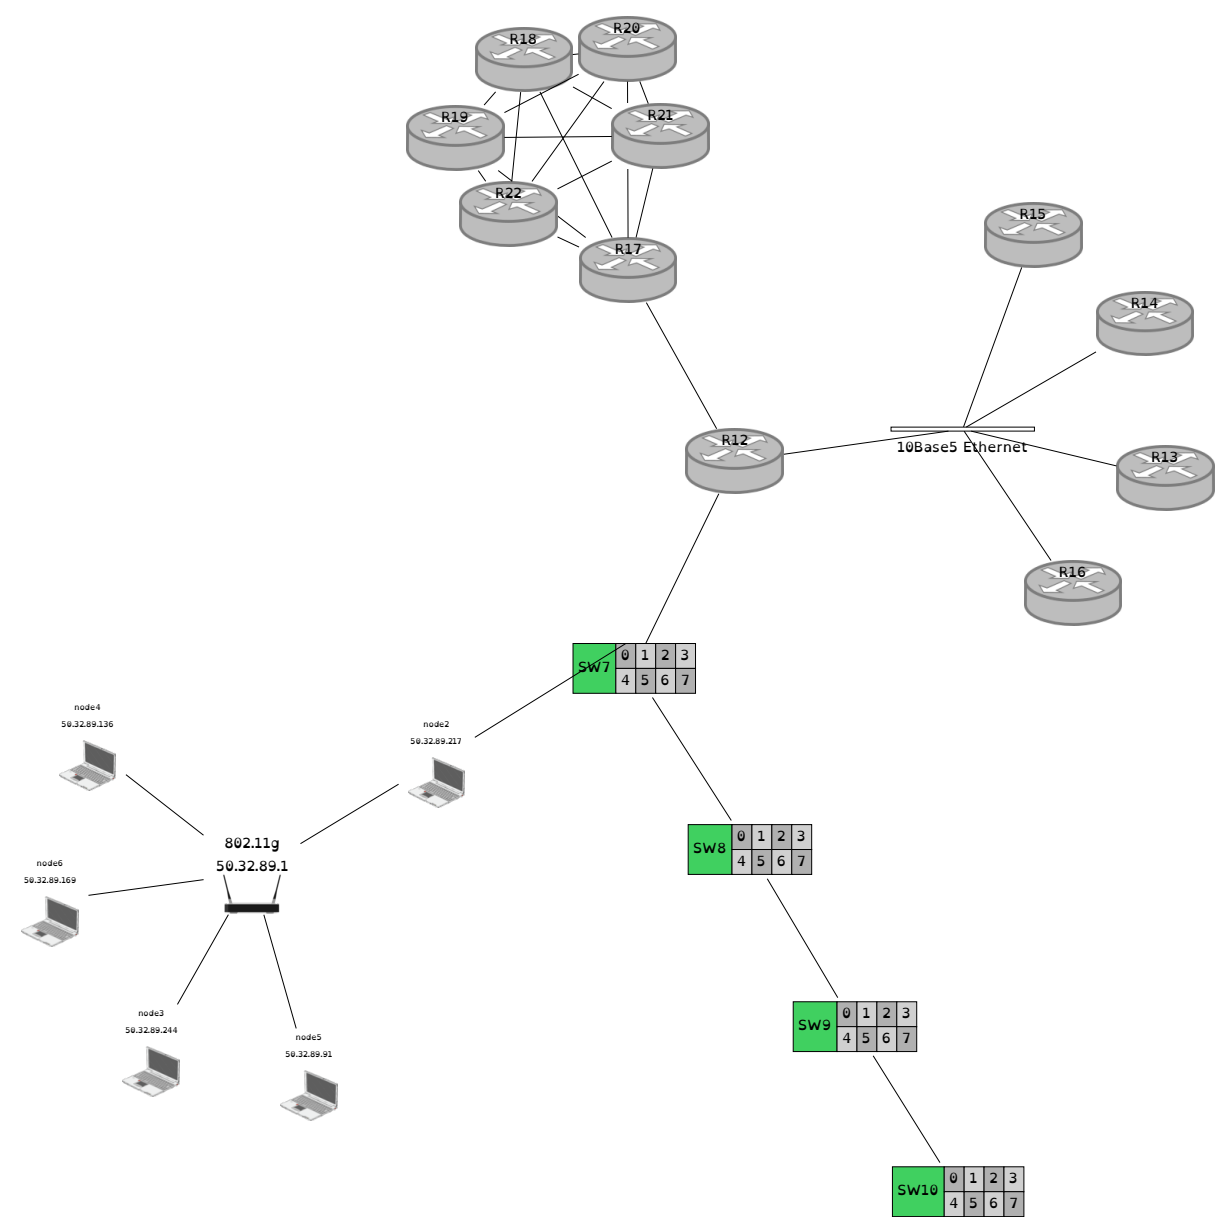 R18
R20
R19
R21
R22
R17
R15
R14
R12
10Base5 Ethernet
R13
R16
SW7 0 1 2 3
4 5 6 7
node4
50.32.89.136
node2
50.32.89.217
802.11g
50.32.89.1
SW8 0 1 2 3
4 5 6 7
node6
50.32.89.169
node3
50.32.89.244
node5
50.32.89.91
SW9 0 1 2 3
4 5 6 7
SW10 0 1 2 3
4 5 6 7